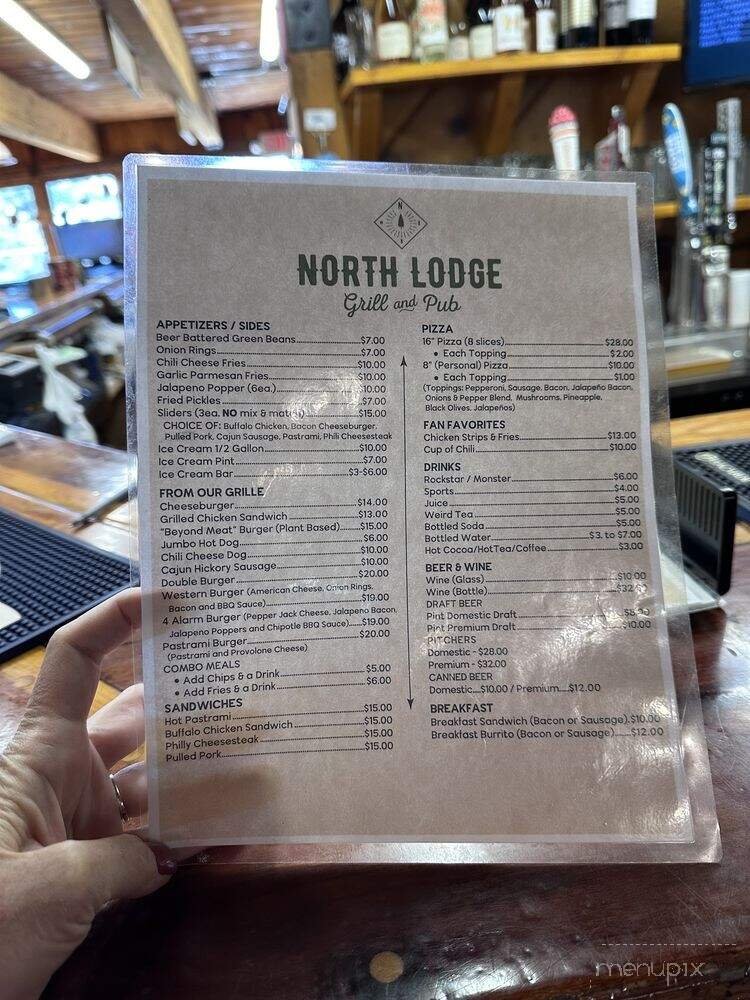 N
NORTH LODGE
Grill and Pub
APPETIZERS / SIDES
Beer Battered Green Beans $7.00
Onion Rings $7.00
Chili Cheese Fries $10.00
Garlic Parmesan Fries $10.00
Jalapeno Popper (6ea.) $10.00
Fried Pickles $7.00
Sliders (3ea. NO mix & match) $15.00
CHOICE OF: Buffalo Chicken, Bacon Cheeseburger,
Pulled Pork, Cajun Sausage, Pastrami, Phili Cheesesteak
Ice Cream 1/2 Gallon $10.00
Ice Cream Pint $7.00
Ice Cream Bar $3-$6.00
FROM OUR GRILLE
Cheeseburger $14.00
Grilled Chicken Sandwich $13.00
"Beyond Meat" Burger (Plant Based) $15.00
Jumbo Hot Dog $6.00
Chili Cheese Dog $10.00
Cajun Hickory Sausage $10.00
Double Burger $20.00
Western Burger (American Cheese, Onion Rings,
Bacon and BBQ Sauce) $19.00
4 Alarm Burger (Pepper Jack Cheese, Jalapeno Bacon,
Jalapeno Poppers and Chipotle BBQ Sauce) $19.00
Pastrami Burger $20.00
(Pastrami and Provolone Cheese)
COMBO MEALS
• Add Chips & a Drink $5.00
• Add Fries & a Drink $6.00
SANDWICHES
Hot Pastrami $15.00
Buffalo Chicken Sandwich $15.00
Philly Cheesesteak $15.00
Pulled Pork $15.00
PIZZA
16" Pizza (8 slices) $28.00
• Each Topping $2.00
8" (Personal) Pizza $10.00
• Each Topping $1.00
(Toppings: Pepperoni, Sausage, Bacon, Jalapeño Bacon,
Onions & Pepper Blend, Mushrooms, Pineapple,
Black Olives, Jalapeños)
FAN FAVORITES
Chicken Strips & Fries $13.00
Cup of Chili $10.00
DRINKS
Rockstar / Monster $6.00
Sports $4.00
Juice $5.00
Weird Tea $5.00
Bottled Soda $5.00
Bottled Water $3. to $7.00
Hot Cocoa/HotTea/Coffee $3.00
BEER & WINE
Wine (Glass) $10.00
Wine (Bottle) $32
DRAFT BEER
Pint Domestic Draft $8.00
Pint Premium Draft $10.00
PITCHERS
Domestic - $28.00
Premium - $32.00
CANNED BEER
Domestic....$10.00 / Premium....$12.00
BREAKFAST
Breakfast Sandwich (Bacon or Sausage). $10.00
Breakfast Burrito (Bacon or Sausage) $12.00
menupix